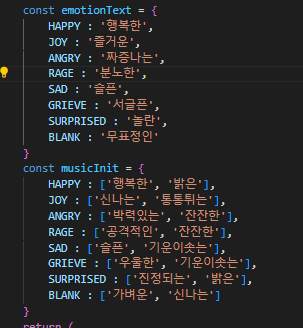 const emotionText = {
HAPPY : '행복한',
JOY : '즐거운',
ANGRY : '짜증나는',
RAGE : '분노한',
SAD : '슬픈',
GRIEVE : '서글픈',
SURPRISED : '놀란',
BLANK : '무표정인'
}
const musicInit = {
HAPPY : ['행복한', '밝은'],
JOY : ['신나는', '통통튀는'],
ANGRY : ['박력있는', '잔잔한'],
RAGE : ['공격적인', '잔잔한'],
SAD : ['슬픈', '기운이솟는'],
GRIEVE : ['우울한', '기운이솟는'],
SURPRISED : ['진정되는', '밝은'],
BLANK : ['가벼운', '신나는']
}
return (